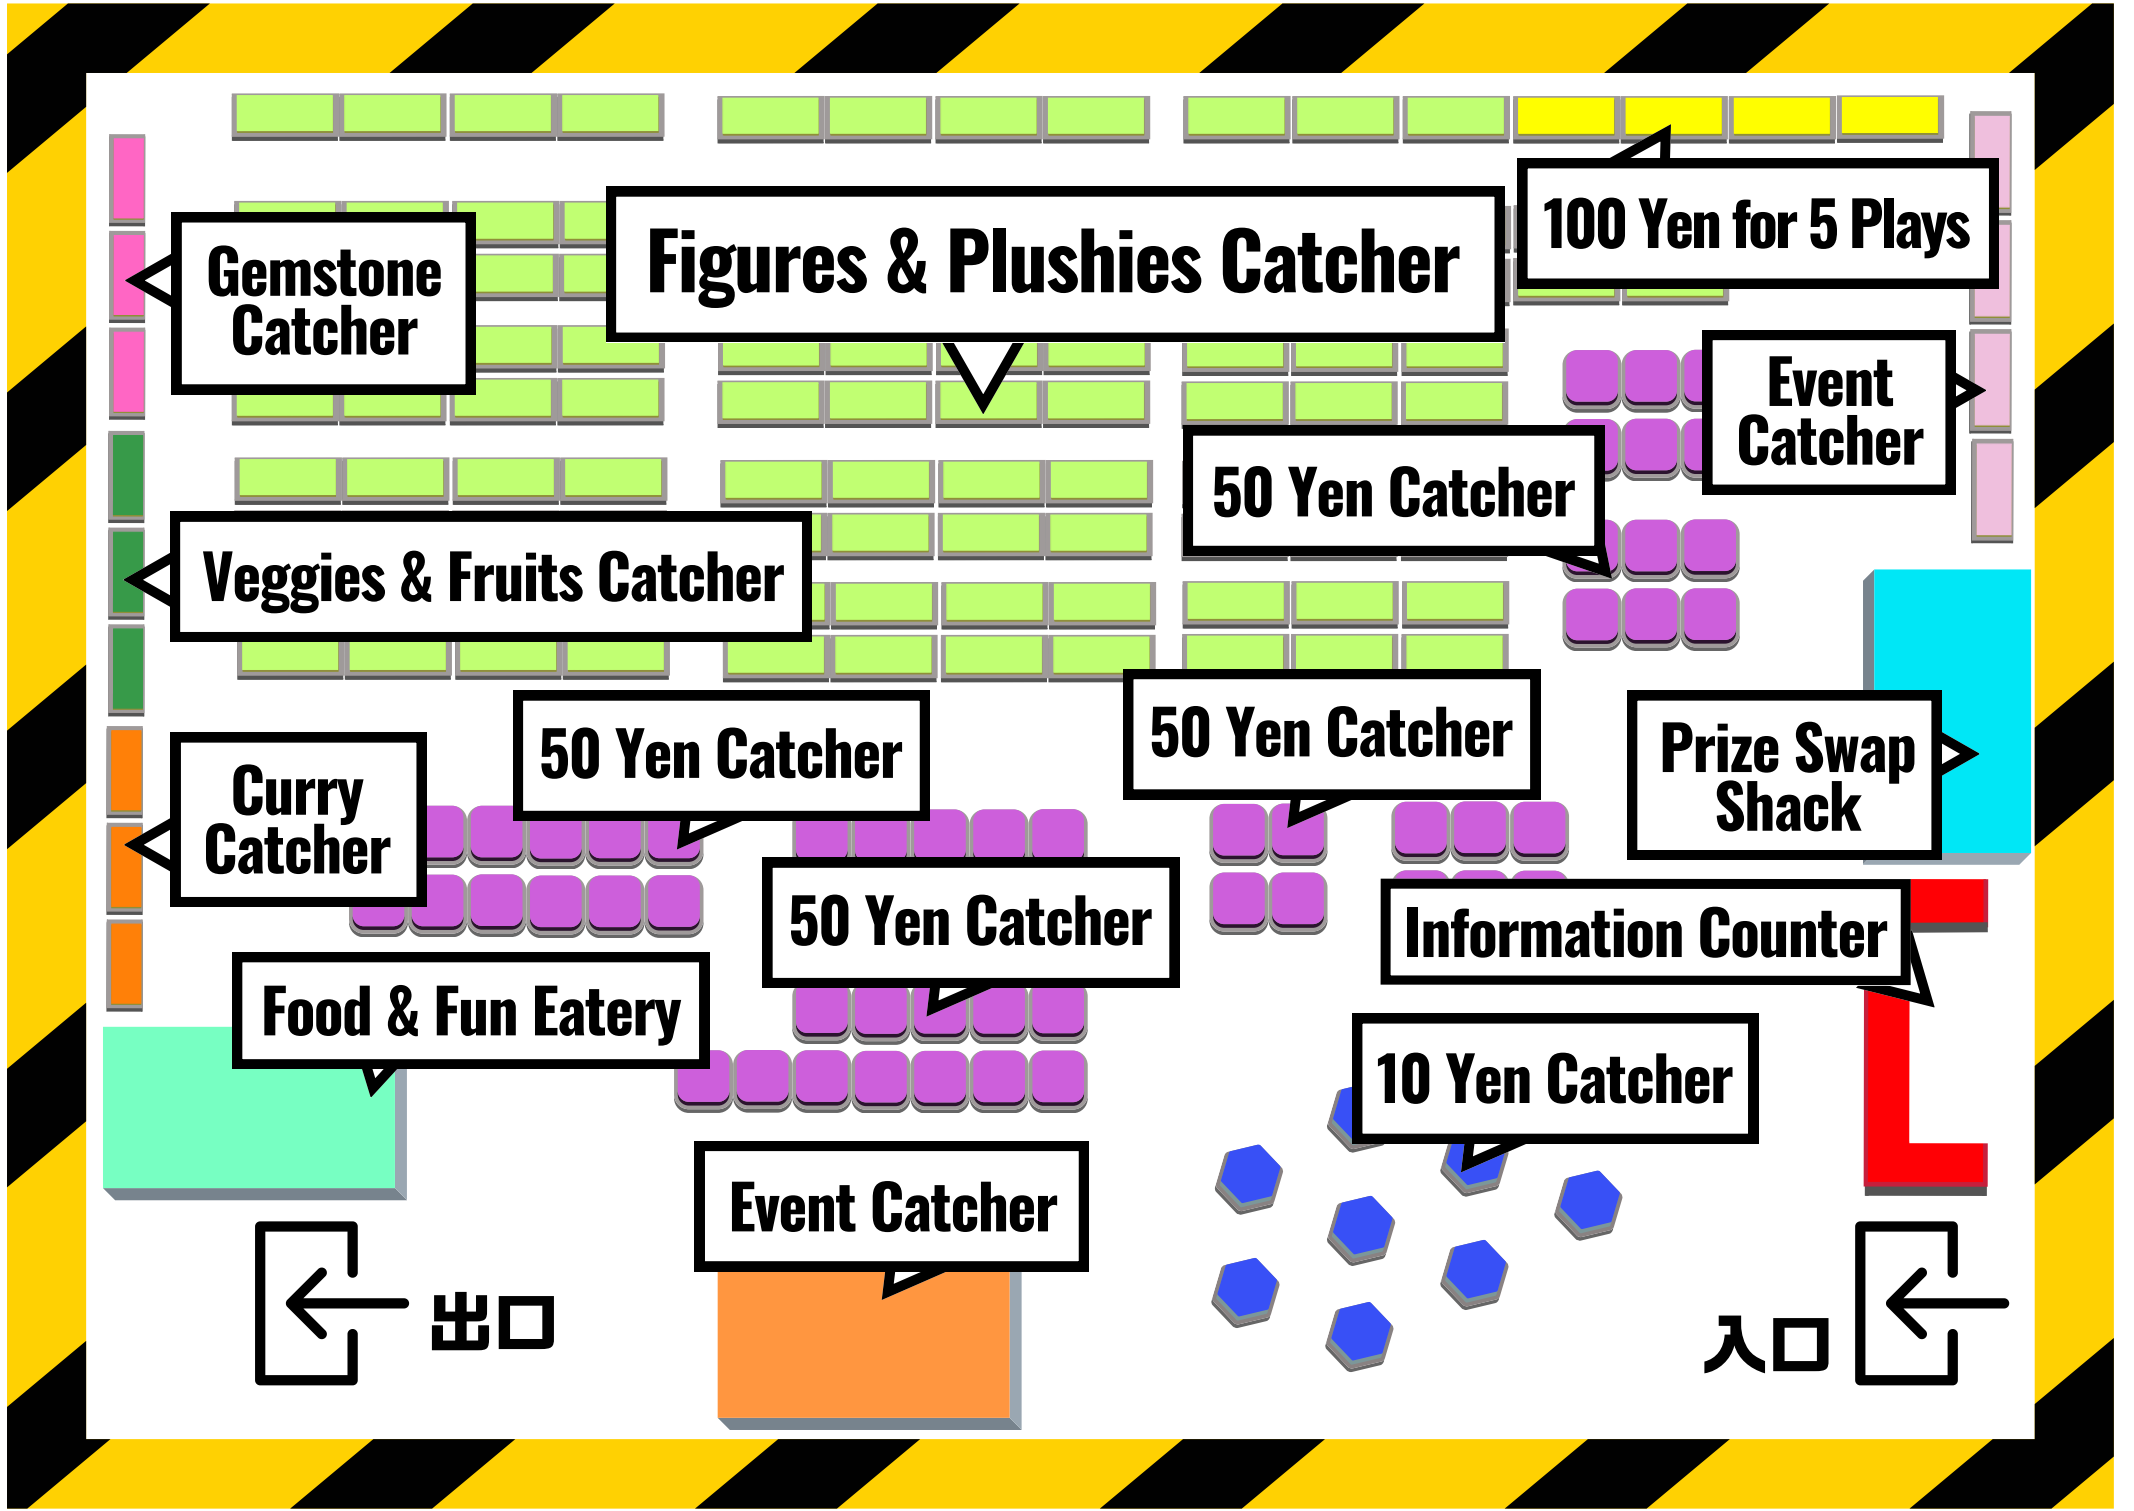 100 Yen for 5 Plays
Figures & Plushies Catcher
Gemstone
Catcher
Event
Catcher
50 Yen Catcher
Veggies & Fruits Catcher
50 Yen Catcher
50 Yen Catcher
Prize Swap
Shack
Curry
Catcher
50 Yen Catcher
Information Counter
Food & Fun Eatery
10 Yen Catcher
Event Catcher
出口
入口